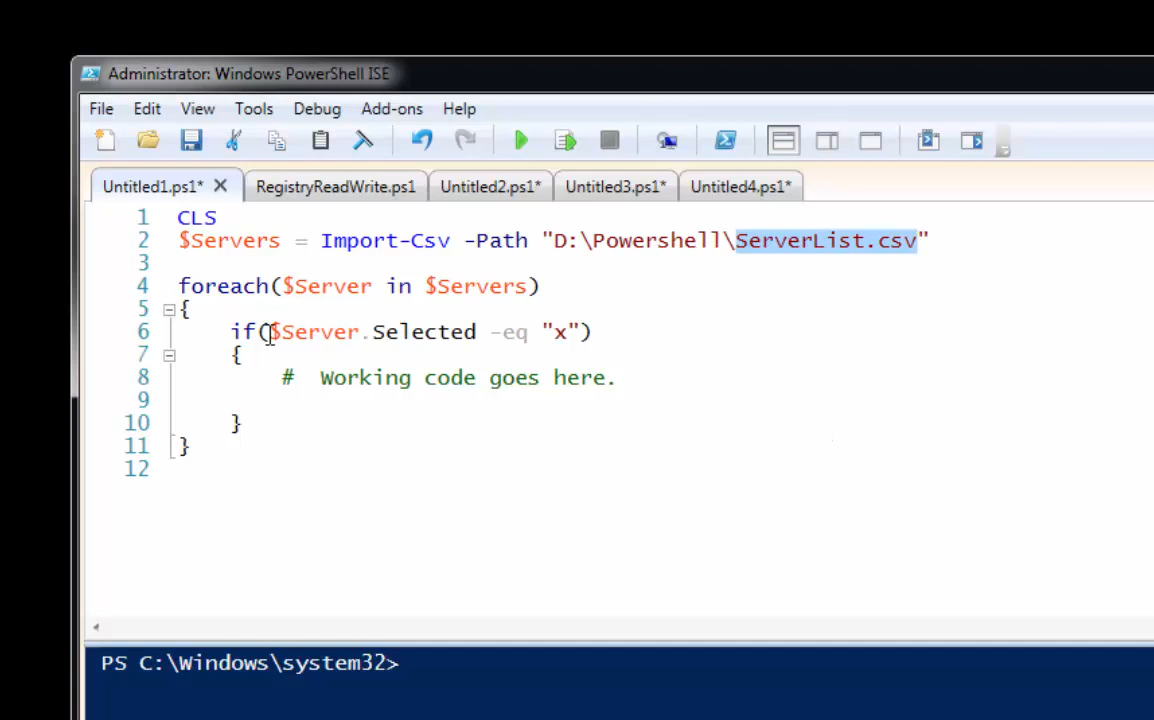 Administrator: Windows PowerShell ISE
File Edit View Tools Debug Add-ons Help
Untitled1.ps1* RegistryReadWrite.ps1 Untitled2.ps1* Untitled3.ps1* Untitled4.ps1*
1 CLS
2 $Servers = Import-Csv -Path "D:\Powershell\ServerList.csv"
3
4 foreach($Server in $Servers)
5 {
6 if($Server.Selected -eq "x")
7 {
8 # Working code goes here.
9
10 }
11 }
12
PS C:\Windows\system32>